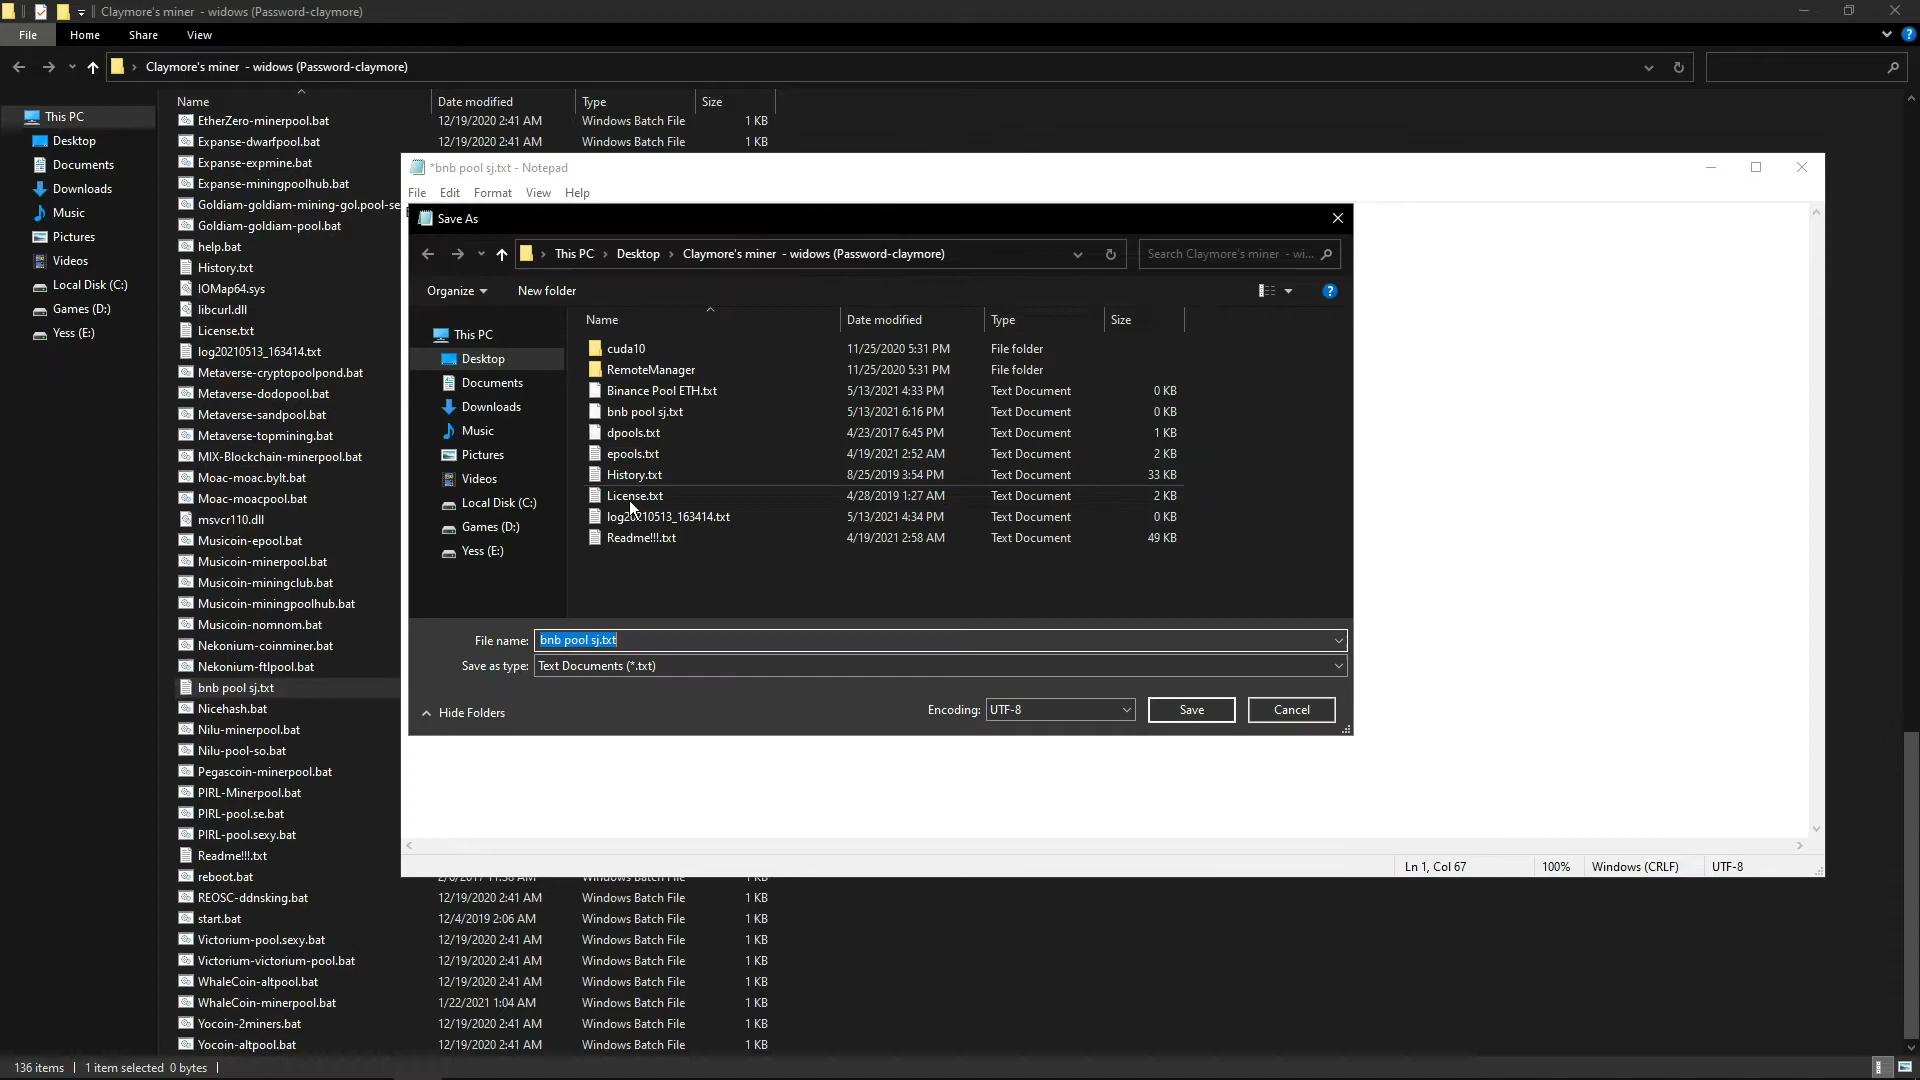 Claymore's miner - widows (Password-claymore)
File Home Share View
Claymore's miner - widows (Password-claymore)
Name Date modified Type Size
This PC
Desktop
Documents
Downloads
Music
Pictures
Videos
Local Disk (C:)
Games (D:)
Yess (E:)
EtherZero-minerpool.bat 12/19/2020 2:41 AM Windows Batch File 1 KB
Expanse-dwarfpool.bat 12/19/2020 2:41 AM Windows Batch File 1 KB
Expanse-expmine.bat
Expanse-miningpoolhub.bat
Goldiam-goldiam-mining-gol.pool-se
Goldiam-goldiam-pool.bat
help.bat
History.txt
IOMap64.sys
libcurl.dll
License.txt
log20210513_163414.txt
Metaverse-cryptopoolpond.bat
Metaverse-dodopool.bat
Metaverse-sandpool.bat
Metaverse-topmining.bat
MIX-Blockchain-minerpool.bat
Moac-moac.bylt.bat
Moac-moacpool.bat
msvcr110.dll
Musicoin-epool.bat
Musicoin-minerpool.bat
Musicoin-miningclub.bat
Musicoin-miningpoolhub.bat
Musicoin-nomnom.bat
Nekonium-coinminer.bat
Nekonium-ftlpool.bat
bnb pool sj.txt
Nicehash.bat
Nilu-minerpool.bat
Nilu-pool-so.bat
Pegascoin-minerpool.bat
PIRL-Minerpool.bat
PIRL-pool.se.bat
PIRL-pool.sexy.bat
Readme!!!.txt
reboot.bat Windows Batch File 1 KB
REOSC-ddnsking.bat 12/19/2020 2:41 AM Windows Batch File 1 KB
start.bat 12/4/2019 2:06 AM Windows Batch File 1 KB
Victorium-pool.sexy.bat 12/19/2020 2:41 AM Windows Batch File 1 KB
Victorium-victorium-pool.bat 12/19/2020 2:41 AM Windows Batch File 1 KB
WhaleCoin-altpool.bat 12/19/2020 2:41 AM Windows Batch File 1 KB
WhaleCoin-minerpool.bat 1/22/2021 1:04 AM Windows Batch File 1 KB
Yocoin-2miners.bat 12/19/2020 2:41 AM Windows Batch File 1 KB
Yocoin-altpool.bat 12/19/2020 2:41 AM Windows Batch File 1 KB
136 items 1 item selected 0 bytes
*bnb pool sj.txt - Notepad
File Edit Format View Help
Save As
This PC Desktop Claymore's miner - widows (Password-claymore) Search Claymore's miner - wi...
Organize New folder
Name Date modified Type Size
This PC
Desktop
Documents
Downloads
Music
Pictures
Videos
Local Disk (C:)
Games (D:)
Yess (E:)
cuda10 11/25/2020 5:31 PM File folder
RemoteManager 11/25/2020 5:31 PM File folder
Binance Pool ETH.txt 5/13/2021 4:33 PM Text Document 0 KB
bnb pool sj.txt 5/13/2021 6:16 PM Text Document 0 KB
dpools.txt 4/23/2017 6:45 PM Text Document 1 KB
epools.txt 4/19/2021 2:52 AM Text Document 2 KB
History.txt 8/25/2019 3:54 PM Text Document 33 KB
License.txt 4/28/2019 1:27 AM Text Document 2 KB
log20210513_163414.txt 5/13/2021 4:34 PM Text Document 0 KB
Readme!!!.txt 4/19/2021 2:58 AM Text Document 49 KB
File name: bnb pool sj.txt
Save as type: Text Documents (*.txt)
Hide Folders Encoding: UTF-8 Save Cancel
Ln 1, Col 67 100% Windows (CRLF) UTF-8